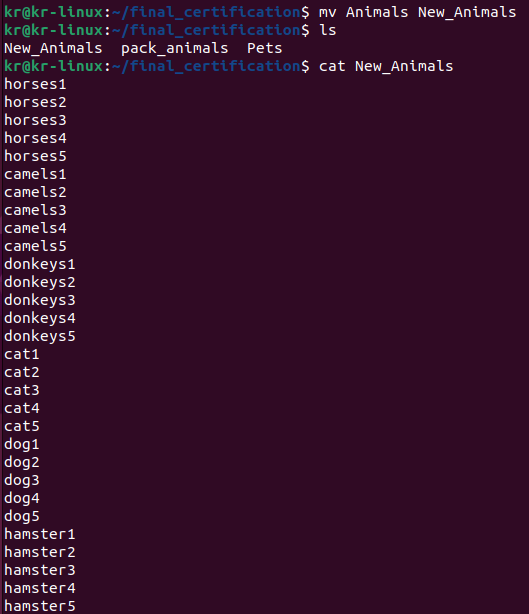 kr@kr-linux:~/final_certification$ mv Animals New_Animals
kr@kr-linux:~/final_certification$ ls
New_Animals  pack_animals  Pets
kr@kr-linux:~/final_certification$ cat New_Animals
horses1
horses2
horses3
horses4
horses5
camels1
camels2
camels3
camels4
camels5
donkeys1
donkeys2
donkeys3
donkeys4
donkeys5
cat1
cat2
cat3
cat4
cat5
dog1
dog2
dog3
dog4
dog5
hamster1
hamster2
hamster3
hamster4
hamster5